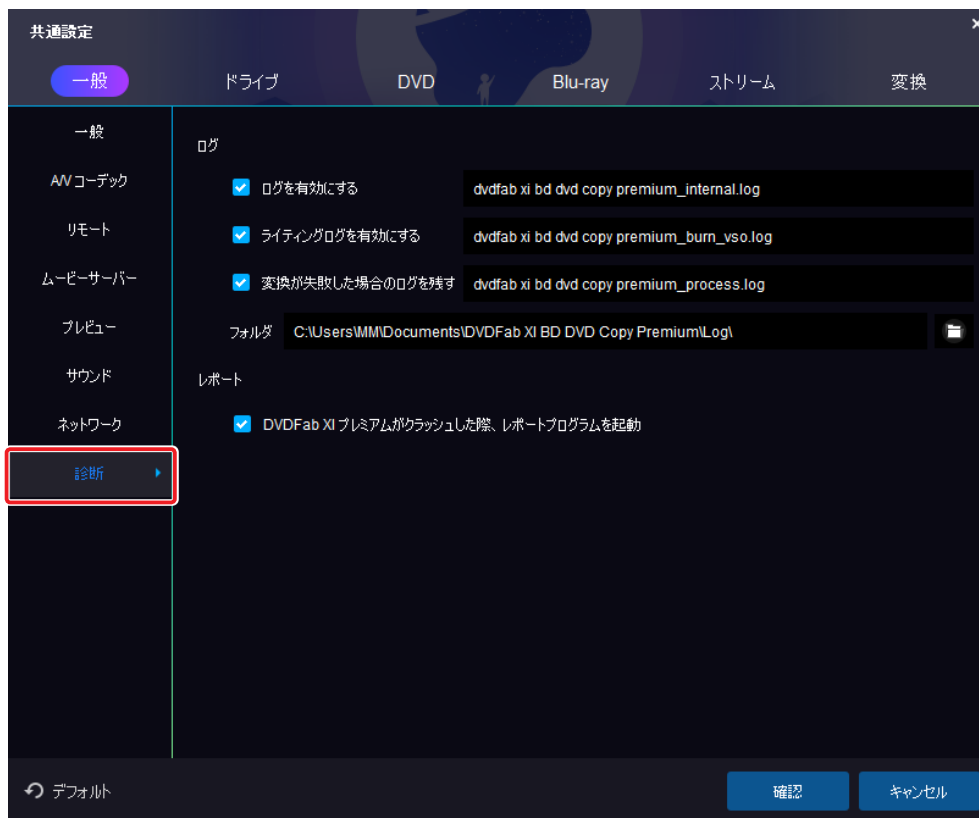 共通設定
一般 ドライブ DVD Blu-ray ストリーム 変換
一般
A/Vコーデック
リモート
ムービーサーバー
プレビュー
サウンド
ネットワーク
診断
ログ
ログを有効にする dvdfab xi bd dvd copy premium_internal.log
ライティングログを有効にする dvdfab xi bd dvd copy premium_burn_vso.log
変換が失敗した場合のログを残す dvdfab xi bd dvd copy premium_process.log
フォルダ C:\Users\MM\Documents\DVDFab XI BD DVD Copy Premium\Log\
レポート
DVDFab XI プレミアムがクラッシュした際、レポートプログラムを起動
デフォルト 確認 キャンセル